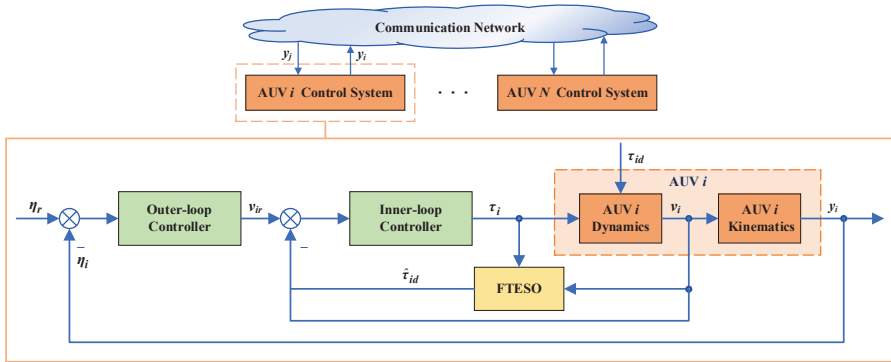 Communication Network
y_j y_i
AUV i Control System
. . .
AUV N Control System
τ_id
AUV i
η_r
Outer-loop
Controller
v_ir
Inner-loop
Controller
τ_i
AUV i
Dynamics
v_i
AUV i
Kinematics
y_i
−
η_i
−
τ̂_id
FTESO